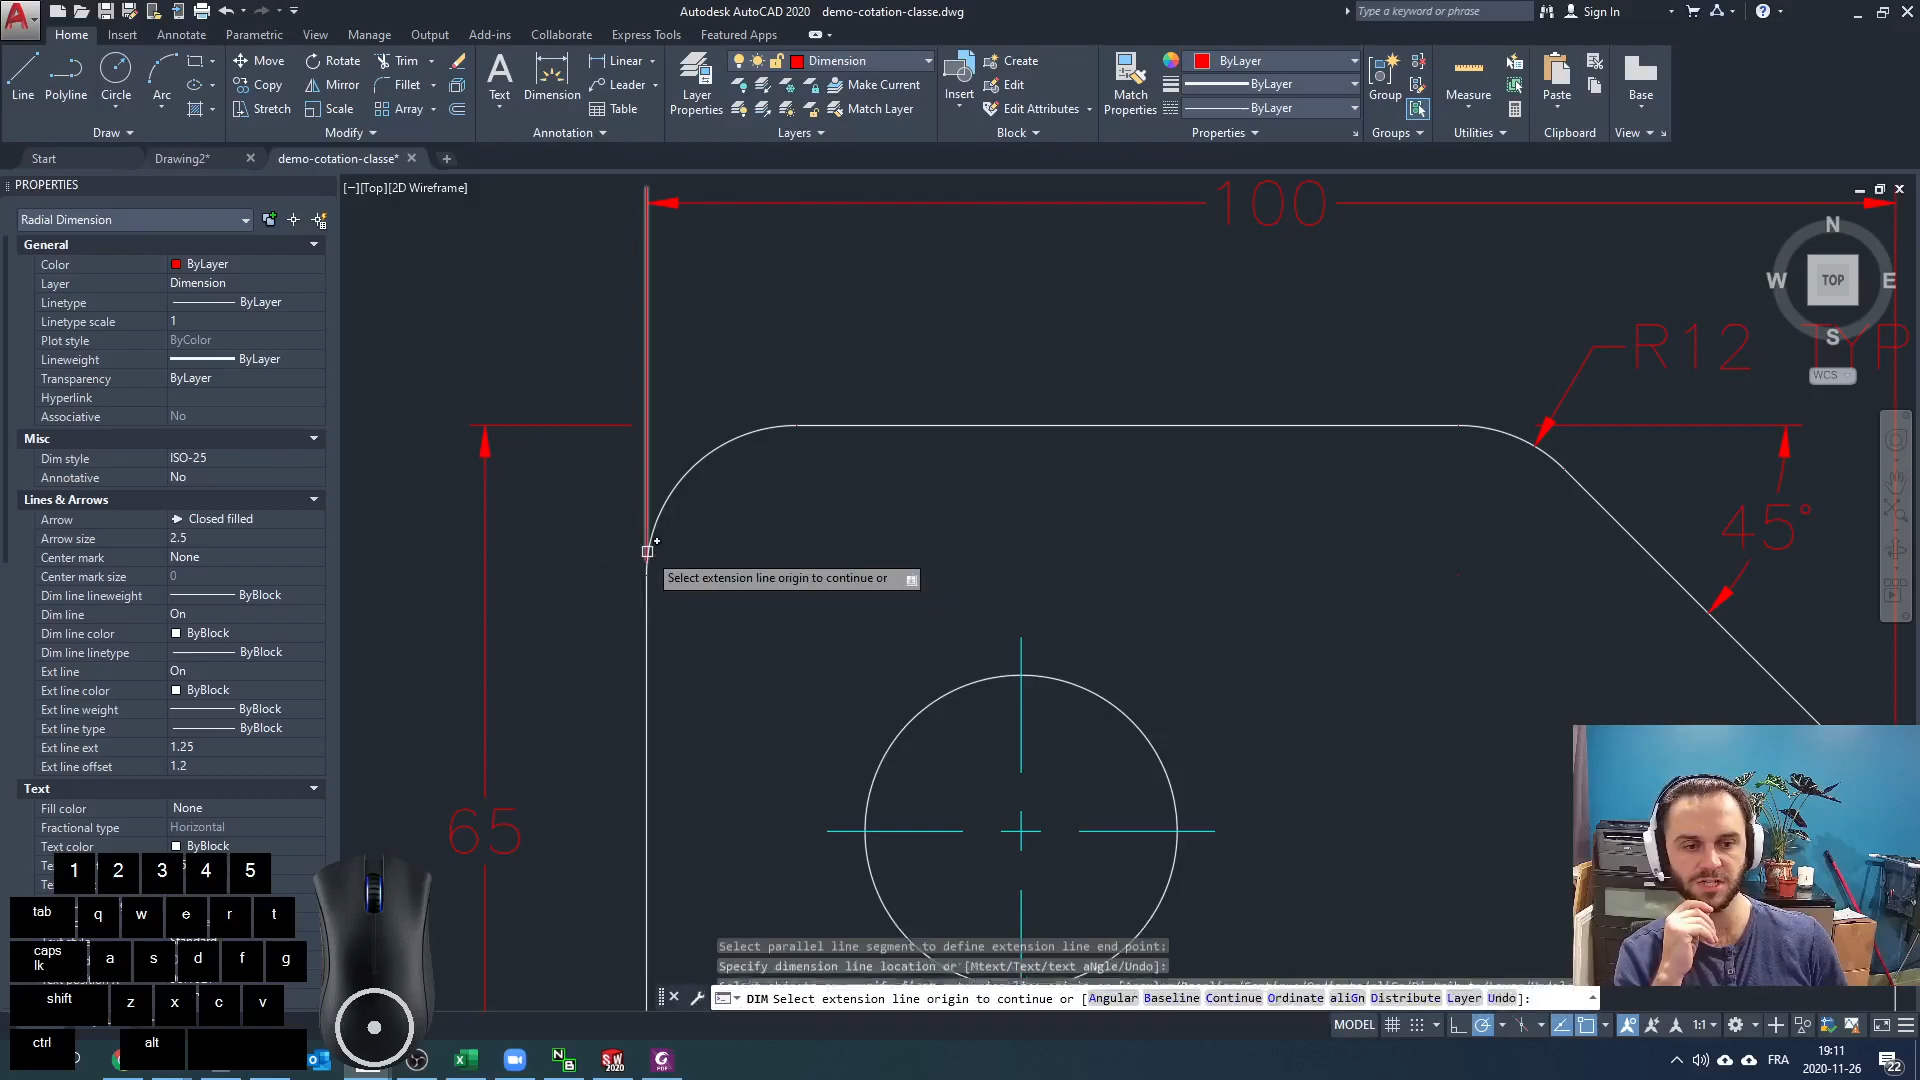 Autodesk AutoCAD 2020 demo-cotation-classe.dwg
Type a keyword or phrase
Sign In
Home Insert Annotate Parametric View Manage Output Add-ins Collaborate Express Tools Featured Apps
Line Polyline Circle Arc
Move Rotate Trim
Copy Mirror Fillet
Stretch Scale Array
Text Dimension
Linear
Leader
Table
Layer Properties
Dimension
Make Current
Match Layer
Insert
Create
Edit
Edit Attributes
Match Properties
ByLayer
ByLayer
ByLayer
Group Measure Paste Base
Draw Modify Annotation Layers Block Properties Groups Utilities Clipboard View
Start Drawing2* demo-cotation-classe*
PROPERTIES
[−][Top][2D Wireframe]
Radial Dimension
General
Color ByLayer
Layer Dimension
Linetype ByLayer
Linetype scale 1
Plot style ByColor
Lineweight ByLayer
Transparency ByLayer
Hyperlink
Associative No
Misc
Dim style ISO-25
Annotative No
Lines & Arrows
Arrow Closed filled
Arrow size 2.5
Center mark None
Center mark size 0
Dim line lineweight ByBlock
Dim line On
Dim line color ByBlock
Dim line linetype ByBlock
Ext line On
Ext line color ByBlock
Ext line weight ByBlock
Ext line type ByBlock
Ext line ext 1.25
Ext line offset 1.2
Text
Fill color None
Fractional type Horizontal
Text color ByBlock
100
N
W TOP E
S
WCS
R12 TYP
45°
65
Select extension line origin to continue or
Select parallel line segment to define extension line end point:
Specify dimension line location or [Mtext/Text/text aNgle/Undo]:
DIM Select extension line origin to continue or [Angular Baseline Continue Ordinate aliGn Distribute Layer Undo]:
1 2 3 4 5
tab q w e r t
caps lk a s d f g
shift z x c v
ctrl alt
MODEL 1:1
FRA
19:11
2020-11-26
22